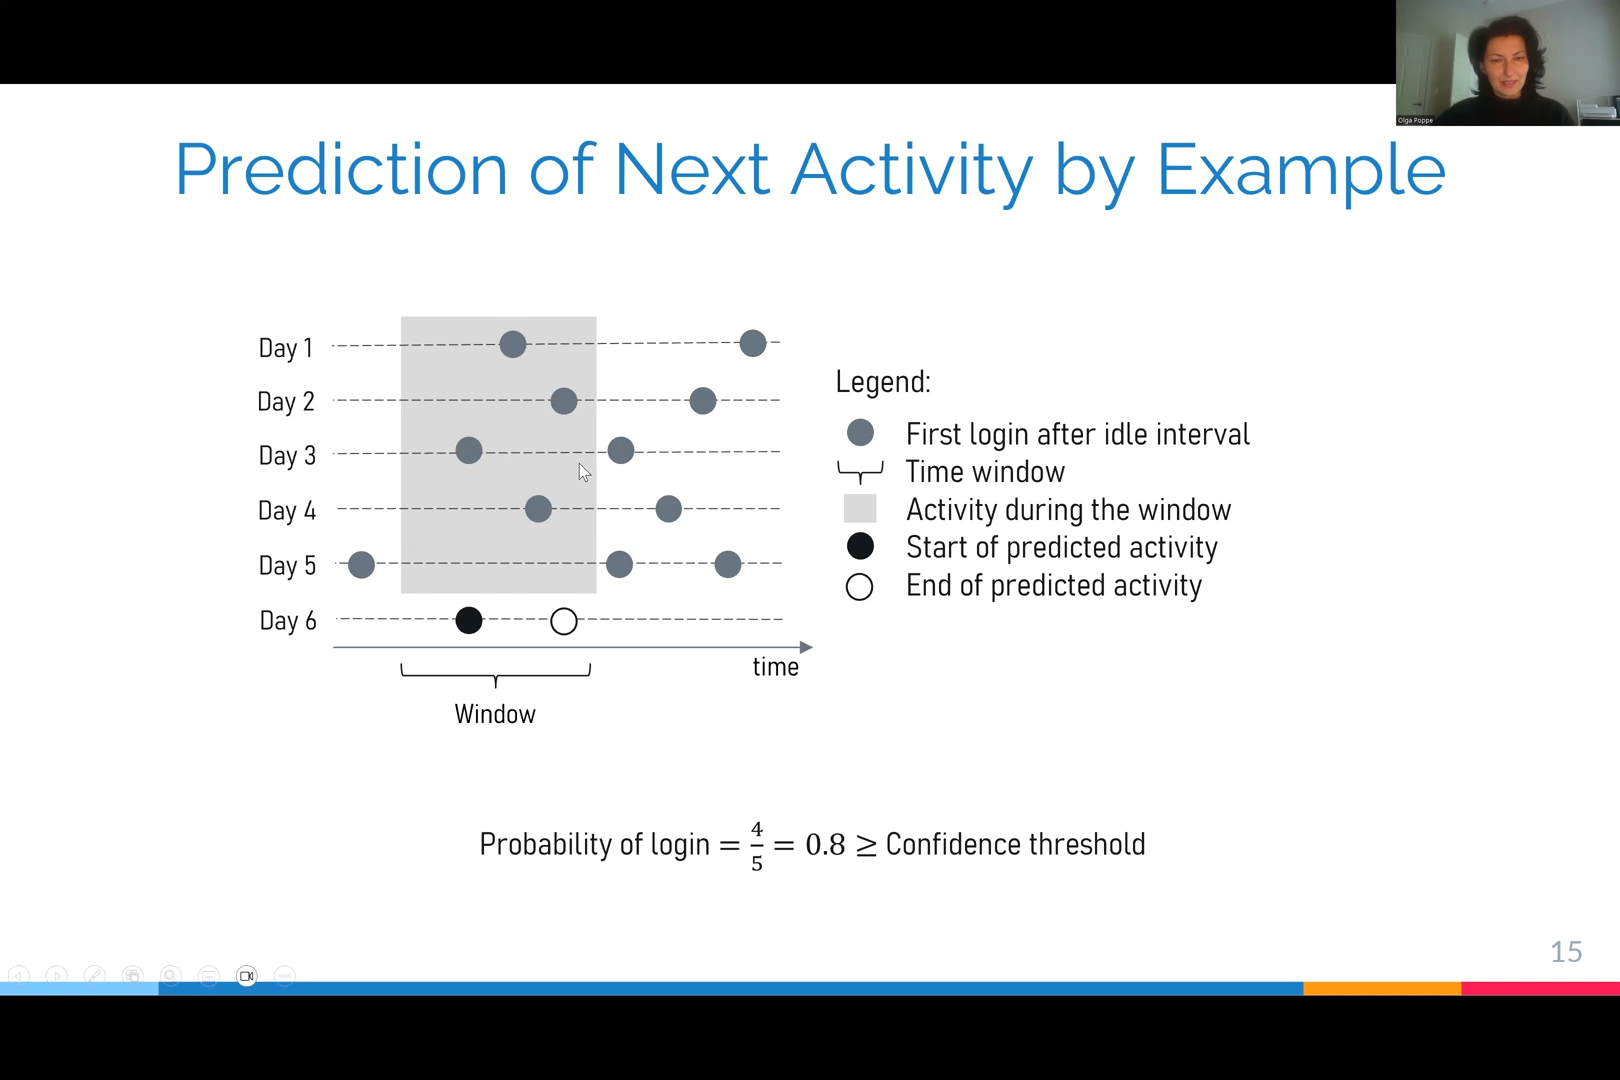 Olga Poppe
Prediction of Next Activity by Example
Day 1
Day 2
Day 3
Day 4
Day 5
Day 6
time
Window
Legend:
First login after idle interval
Time window
Activity during the window
Start of predicted activity
End of predicted activity
Probability of login = 4/5 = 0.8 ≥ Confidence threshold
15